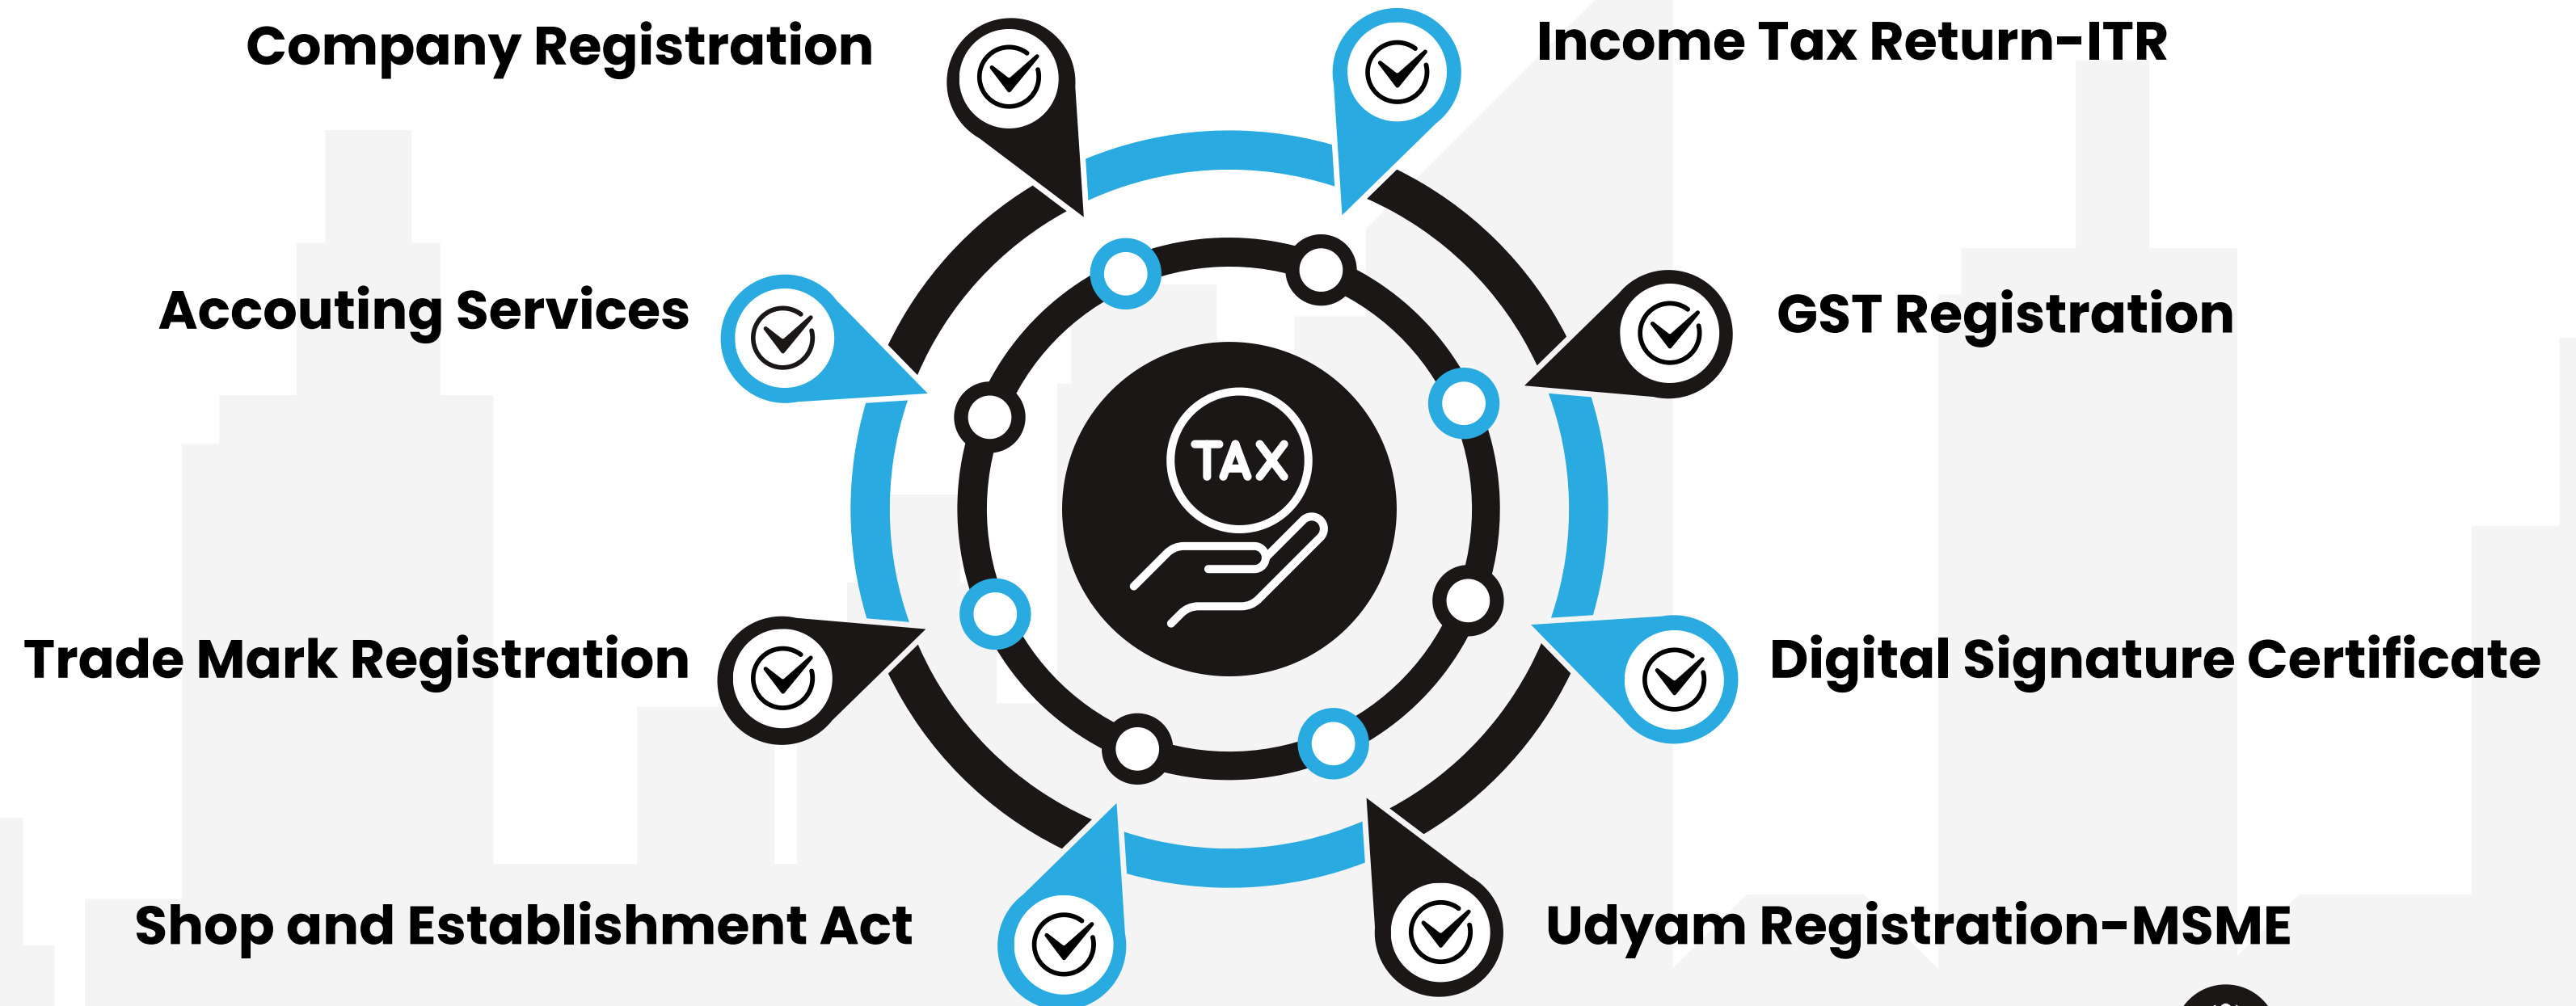 Company Registration
Income Tax Return-ITR
Accouting Services
GST Registration
TAX
Trade Mark Registration
Digital Signature Certificate
Shop and Establishment Act
Udyam Registration-MSME